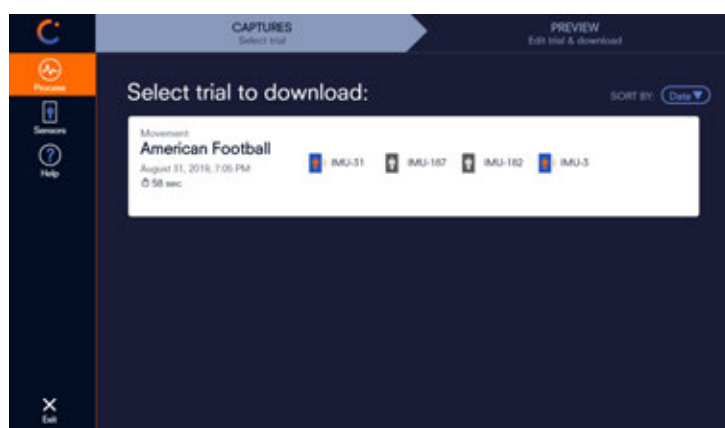 CAPTURES
Select trial
PREVIEW
Edit trial & download
Process
Sensors
Help
Exit
Select trial to download:
SORT BY: Date▼
Movement
American Football
August 31, 2019, 7:05 PM
58 sec
IMU-31
IMU-187
IMU-182
IMU-3